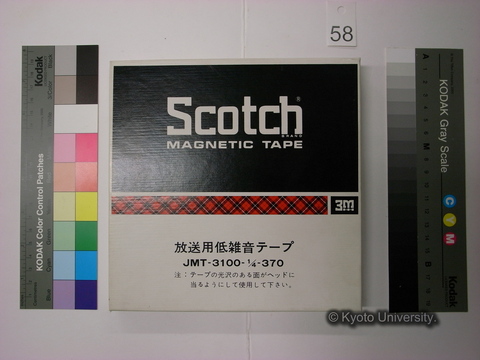 58
Scotch
BRAND
MAGNETIC TAPE
3M
放送用低雑音テープ
JMT-3100-¼-370
注:テープの光沢のある面がヘッドに
当るようにして使用して下さい。
KODAK Color Control Patches
Kodak
KODAK Gray Scale
C Y M
Kodak
© Kyoto University.